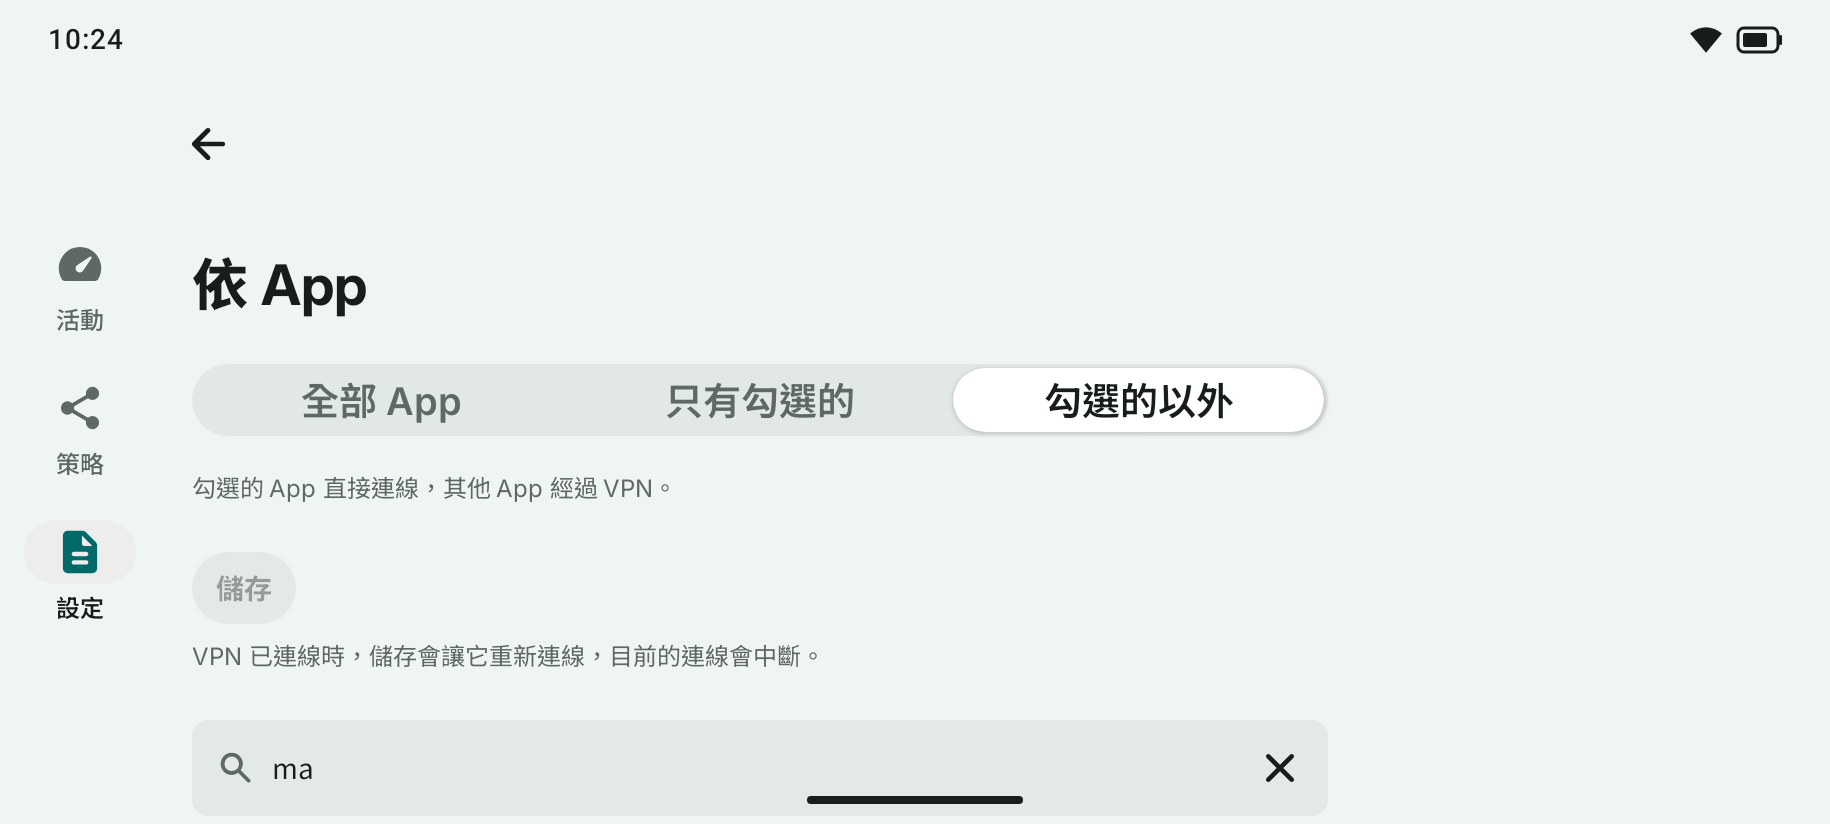 10:24
依 App
全部 App
只有勾選的
勾選的以外
勾選的 App 直接連線，其他 App 經過 VPN。
儲存
VPN 已連線時，儲存會讓它重新連線，目前的連線會中斷。
ma
活動
策略
設定